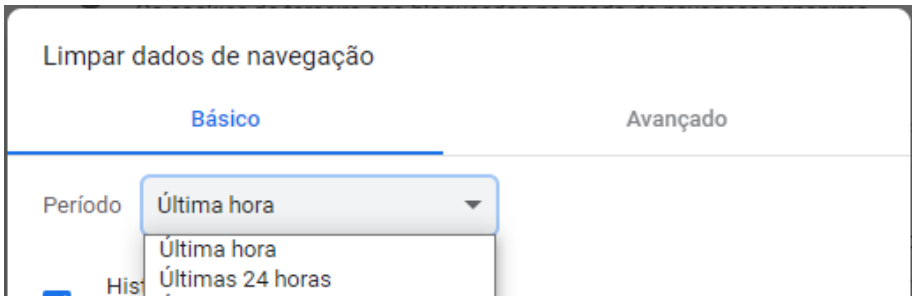 Limpar dados de navegação
Básico Avançado
Período Última hora
Última hora
Últimas 24 horas